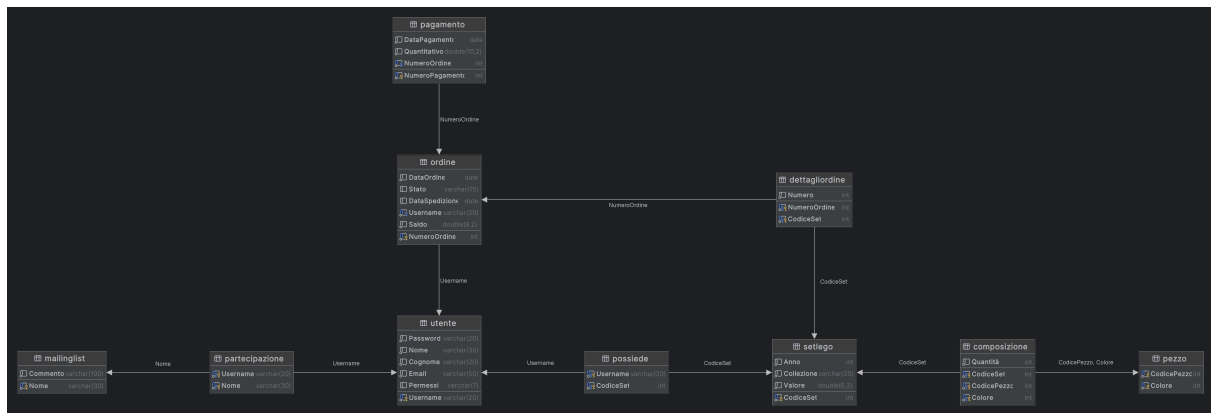 pagamento
DataPagamento date
Quantitativo double(10,2)
NumeroOrdine int
NumeroPagamento int
NumeroOrdine
ordine
DataOrdine date
Stato varchar(15)
DataSpedizione date
Username varchar(20)
Saldo double(8,2)
NumeroOrdine int
dettagliordine
Numero int
NumeroOrdine int
CodiceSet int
NumeroOrdine
Username
CodiceSet
utente
Password varchar(20)
Nome varchar(30)
Cognome varchar(20)
Email varchar(50)
Permessi varchar(7)
Username varchar(20)
mailinglist
Commento varchar(100)
Nome varchar(30)
Nome
partecipazione
Username varchar(20)
Nome varchar(30)
Username
Username
possiede
Username varchar(20)
CodiceSet int
CodiceSet
setlego
Anno int
Collezione varchar(20)
Valore double(6,2)
CodiceSet int
CodiceSet
composizione
Quantità int
CodiceSet int
CodicePezzo int
Colore int
CodicePezzo, Colore
pezzo
CodicePezzo int
Colore int